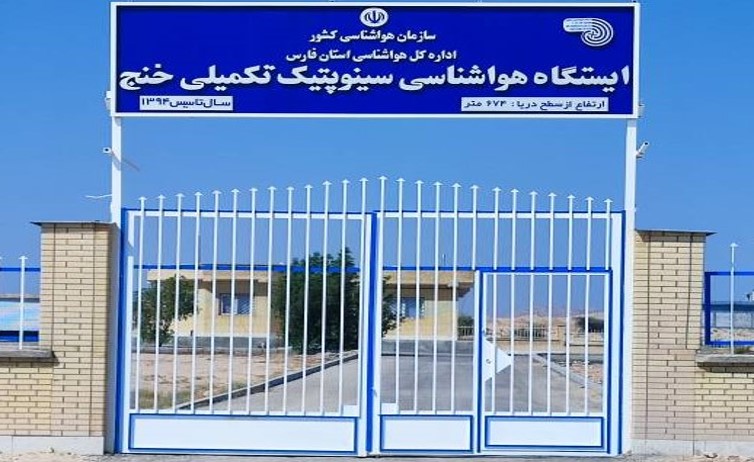 سازمان هواشناسی کشور
اداره کل هواشناسی استان فارس
ایستگاه هواشناسی سینوپتیک تکمیلی خنج
ارتفاع از سطح دریا: ۶۷۴ متر
سال تاسیس ۱۳۹۴